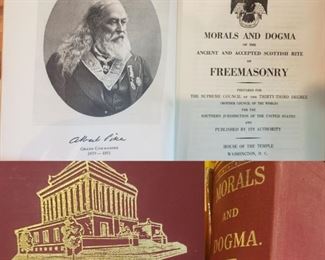 Albert Pike
GRAND COMMANDER
1859 - 1891
MORALS AND DOGMA
OF THE
ANCIENT AND ACCEPTED SCOTTISH RITE
OF
FREEMASONRY
PREPARED FOR
THE SUPREME COUNCIL OF THE THIRTY-THIRD DEGREE
(MOTHER COUNCIL OF THE WORLD)
FOR THE
SOUTHERN JURISDICTION OF THE UNITED STATES
AND
PUBLISHED BY ITS AUTHORITY
HOUSE OF THE TEMPLE
WASHINGTON, D. C.
MORALS
AND
DOGMA.